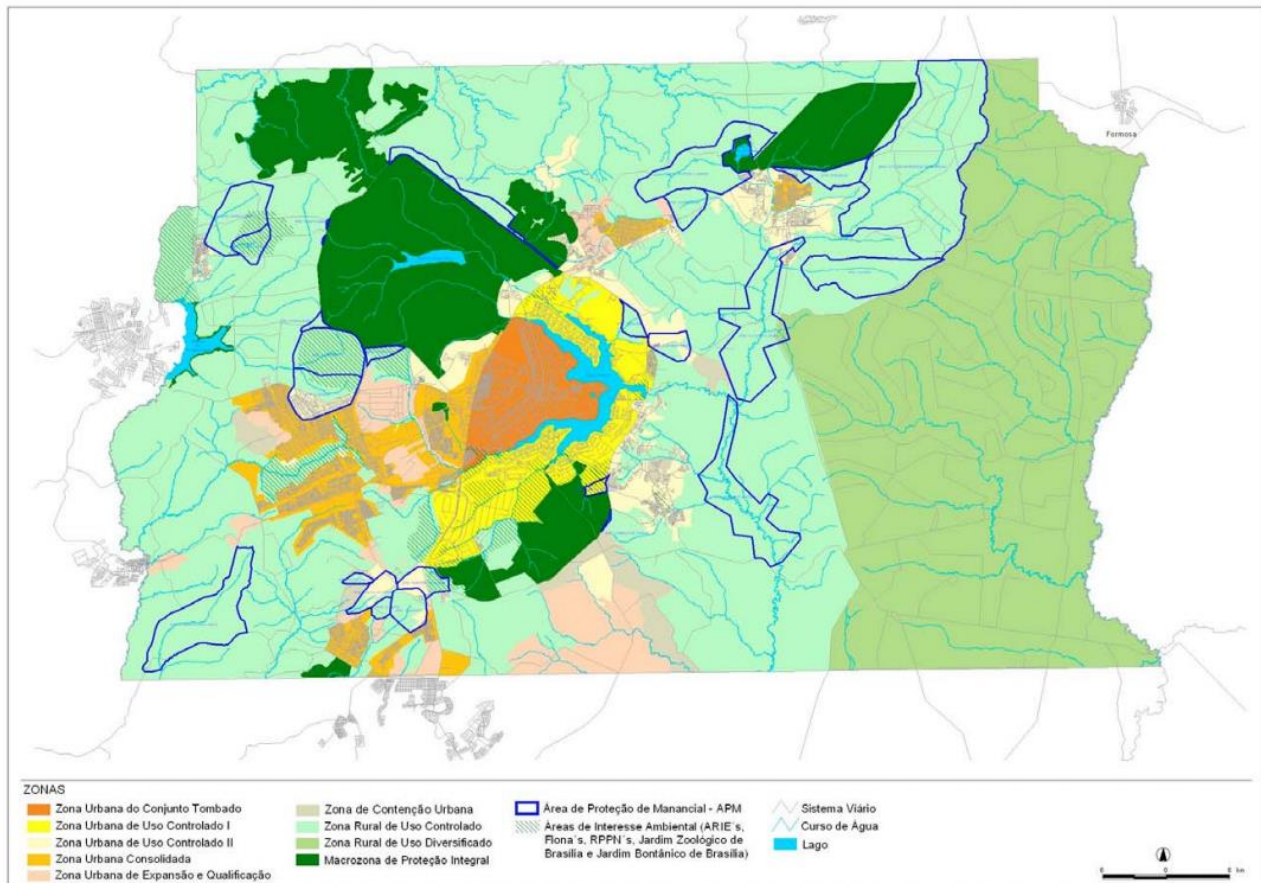 Formosa
ZONAS
Zona Urbana do Conjunto Tombado
Zona Urbana de Uso Controlado I
Zona Urbana de Uso Controlado II
Zona Urbana Consolidada
Zona Urbana de Expansão e Qualificação
Zona de Contenção Urbana
Zona Rural de Uso Controlado
Zona Rural de Uso Diversificado
Macrozona de Proteção Integral
Área de Proteção de Manancial - APM
Áreas de Interesse Ambiental (ARIE´s,
Flona´s, RPPN´s, Jardim Zoológico de
Brasília e Jardim Bontânico de Brasília)
Sistema Viário
Curso de Água
Lago
km